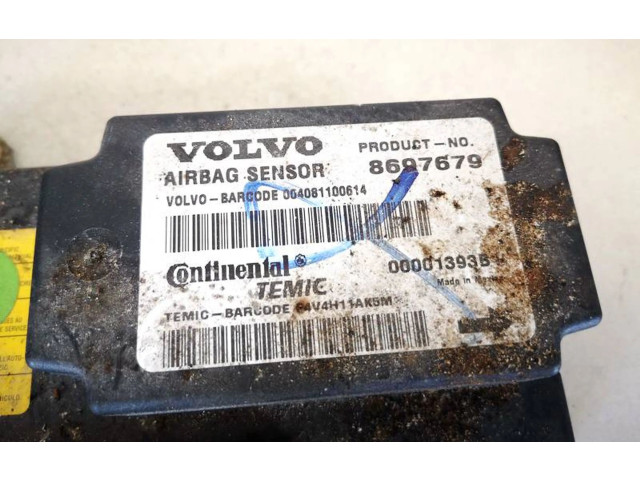 VOLVO
PRODUCT-NO.
AIRBAG SENSOR
8697679
VOLVO-BARCODE 004081100614
Continental
000013935
TEMIC
Made in
TEMIC-BARCODE